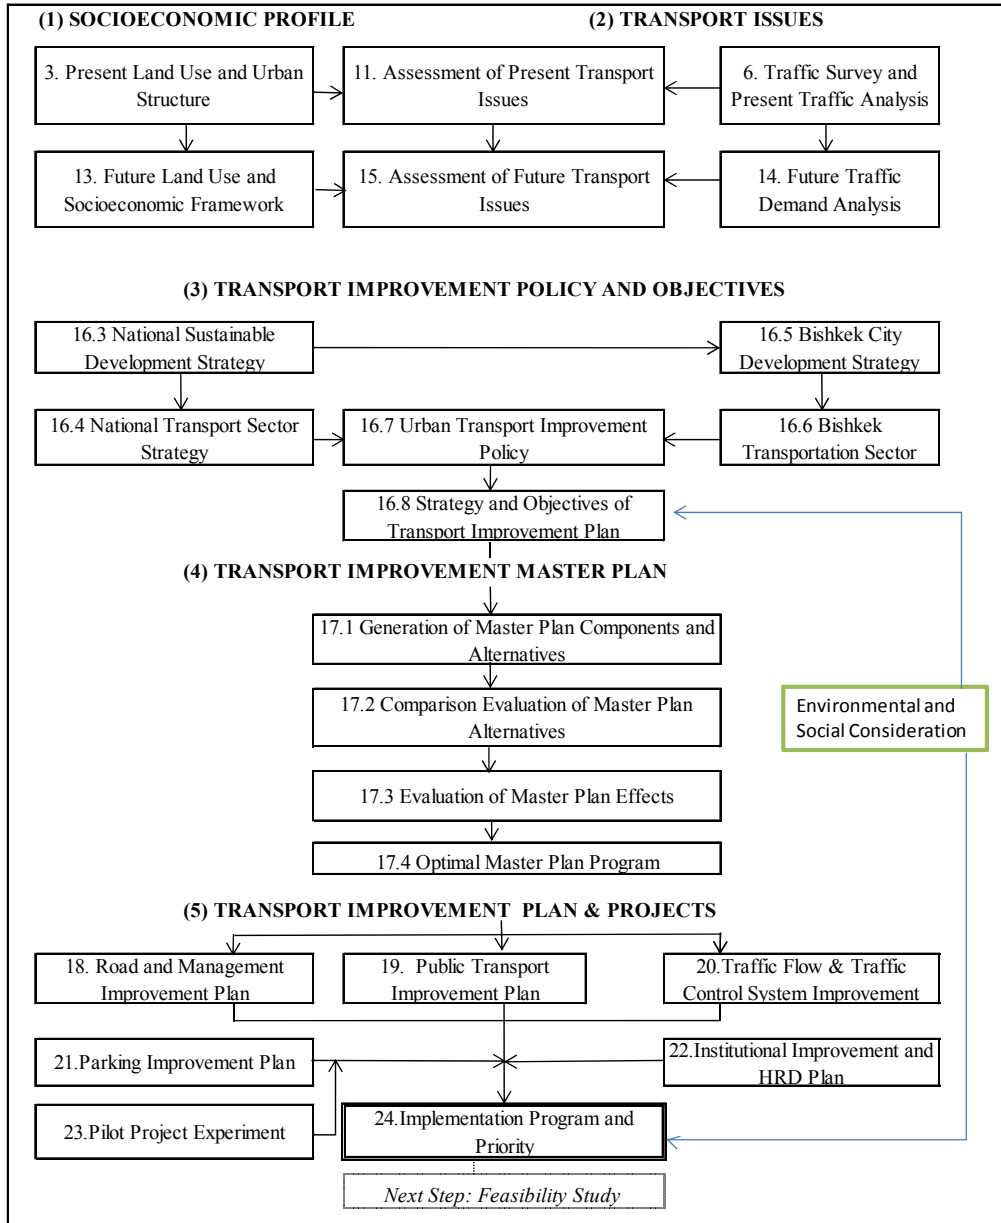 (1) SOCIOECONOMIC PROFILE
(2) TRANSPORT ISSUES
3. Present Land Use and Urban
Structure
11. Assessment of Present Transport
Issues
6. Traffic Survey and
Present Traffic Analysis
13. Future Land Use and
Socioeconomic Framework
15. Assessment of Future Transport
Issues
14. Future Traffic
Demand Analysis
(3) TRANSPORT IMPROVEMENT POLICY AND OBJECTIVES
16.3 National Sustainable
Development Strategy
16.5 Bishkek City
Development Strategy
16.4 National Transport Sector
Strategy
16.7 Urban Transport Improvement
Policy
16.6 Bishkek
Transportation Sector
16.8 Strategy and Objectives of
Transport Improvement Plan
(4) TRANSPORT IMPROVEMENT MASTER PLAN
17.1 Generation of Master Plan Components and
Alternatives
17.2 Comparison Evaluation of Master Plan
Alternatives
Environmental and
Social Consideration
17.3 Evaluation of Master Plan Effects
17.4 Optimal Master Plan Program
(5) TRANSPORT IMPROVEMENT PLAN & PROJECTS
18. Road and Management
Improvement Plan
19. Public Transport
Improvement Plan
20.Traffic Flow & Traffic
Control System Improvement
21.Parking Improvement Plan
22.Institutional Improvement and
HRD Plan
23.Pilot Project Experiment
24.Implementation Program and
Priority
Next Step: Feasibility Study